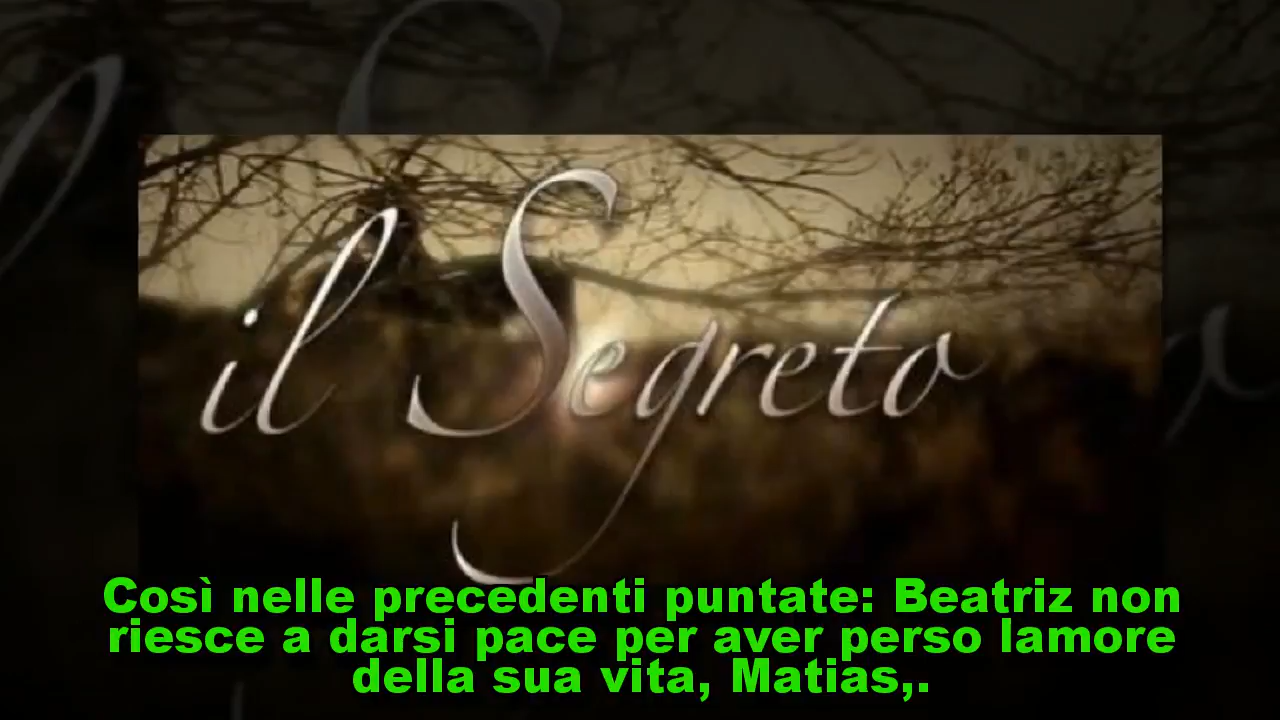 il Segreto
Così nelle precedenti puntate: Beatriz non
riesce a darsi pace per aver perso lamore
della sua vita, Matias,.